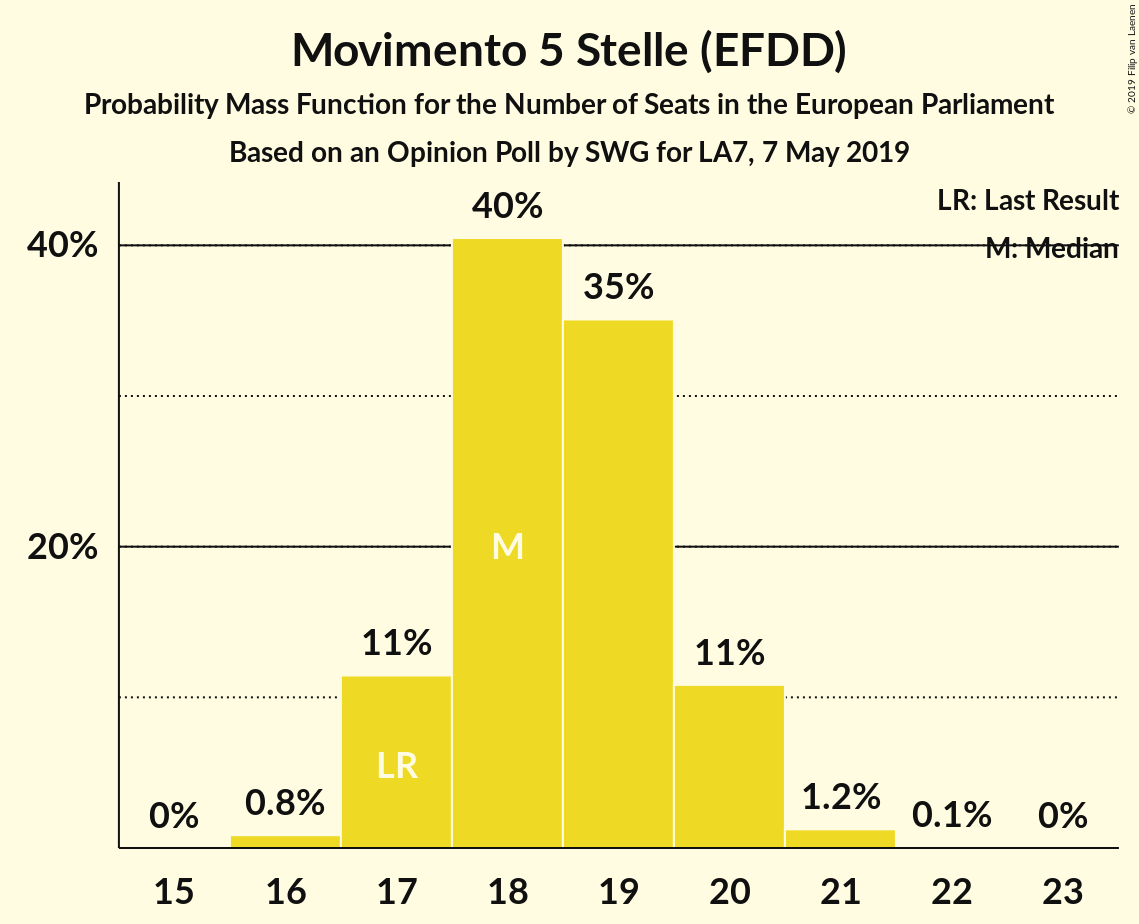 Movimento 5 Stelle (EFDD)
Probability Mass Function for the Number of Seats in the European Parliament
Based on an Opinion Poll by SWG for LA7, 7 May 2019
© 2019 Filip van Laenen
LR: Last Result
M: Median
40%
20%
0%
0.8%
11%
40%
35%
11%
1.2%
0.1%
0%
LR
M
15 16 17 18 19 20 21 22 23